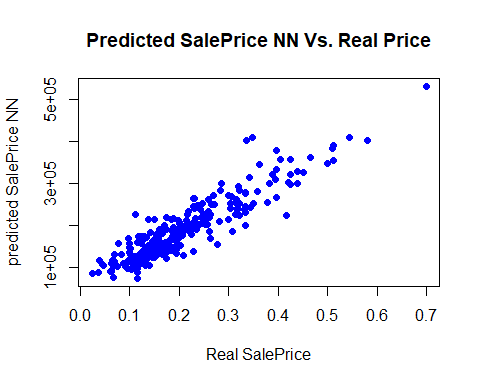 Predicted SalePrice NN Vs. Real Price
predicted SalePrice NN
5e+05
3e+05
1e+05
0.0 0.1 0.2 0.3 0.4 0.5 0.6 0.7
Real SalePrice